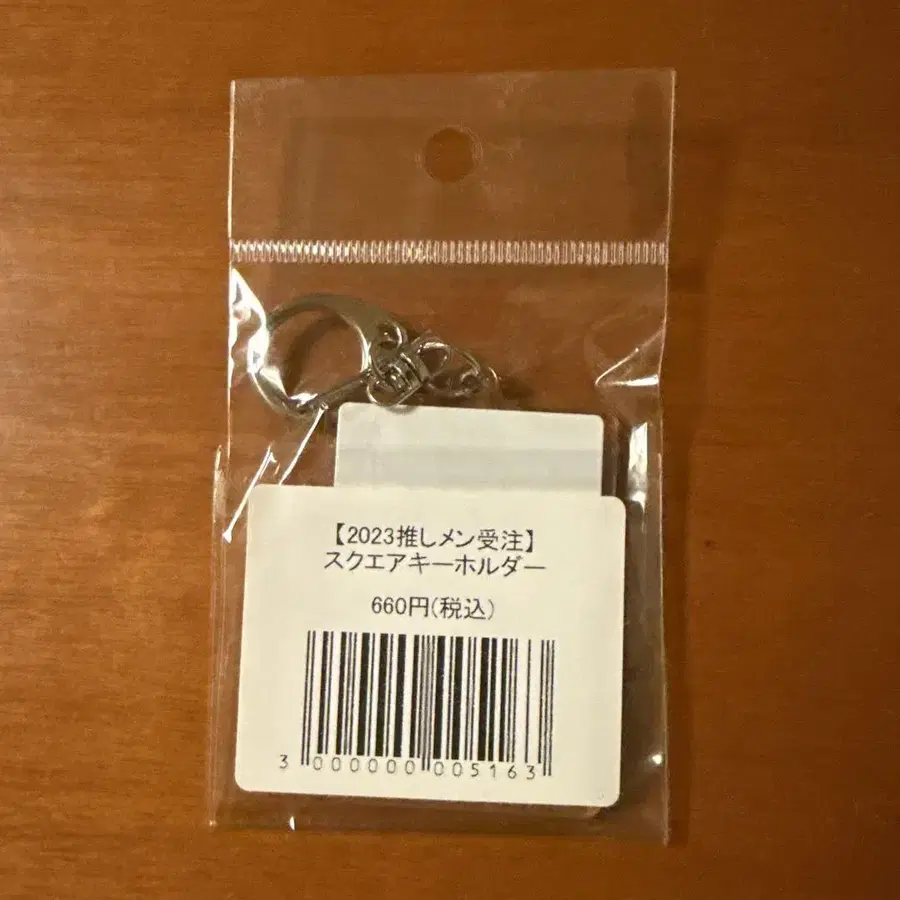 【2023推しメン受注】
スクエアキーホルダー
660円(税込)
3 000000 005163